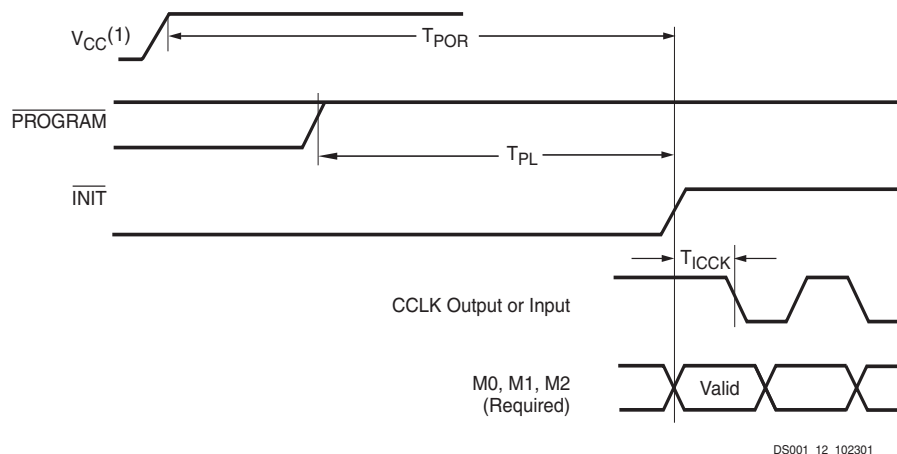 VCC(1)
TPOR
PROGRAM
TPL
INIT
TICCK
CCLK Output or Input
M0, M1, M2
(Required)
Valid
DS001_12_102301